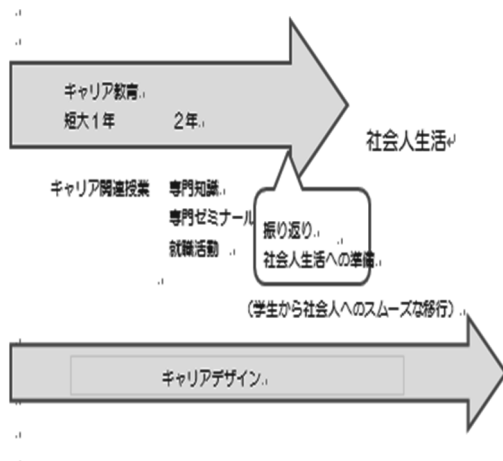 キャリア教育
短大１年　２年
社会人生活
キャリア関連授業　専門知識
専門ゼミナール
就職活動
振り返り
社会人生活への準備
（学生から社会人へのスムーズな移行）
キャリアデザイン